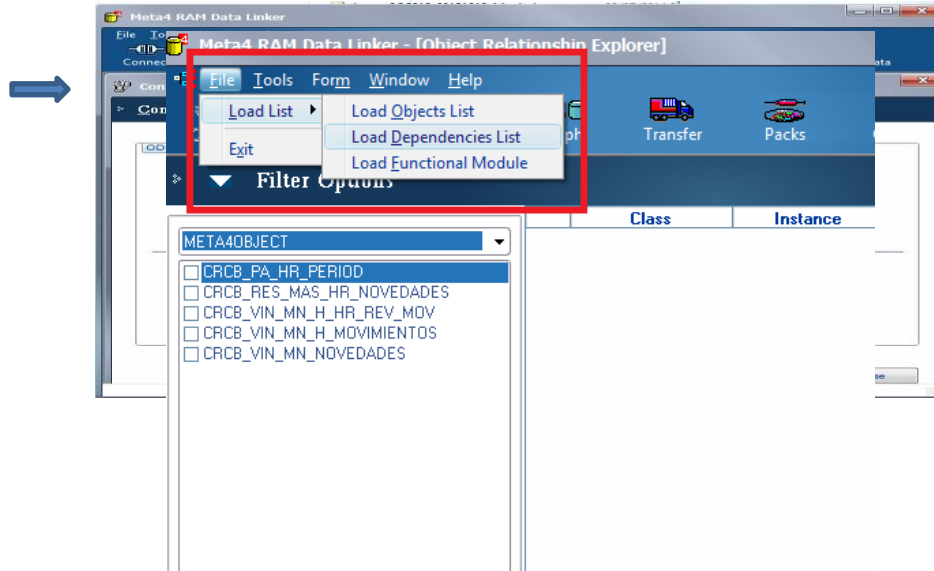 Meta4 RAM Data Linker
File
Meta4 RAM Data Linker - [Object Relationship Explorer]
File Tools Form Window Help
Load List Load Objects List
Load Dependencies List
Exit
Load Functional Module
Transfer Packs
Filter Options
Class Instance
META4OBJECT
CRCB_PA_HR_PERIOD
CRCB_RES_MAS_HR_NOVEDADES
CRCB_VIN_MN_H_HR_REV_MOV
CRCB_VIN_MN_H_MOVIMIENTOS
CRCB_VIN_MN_NOVEDADES